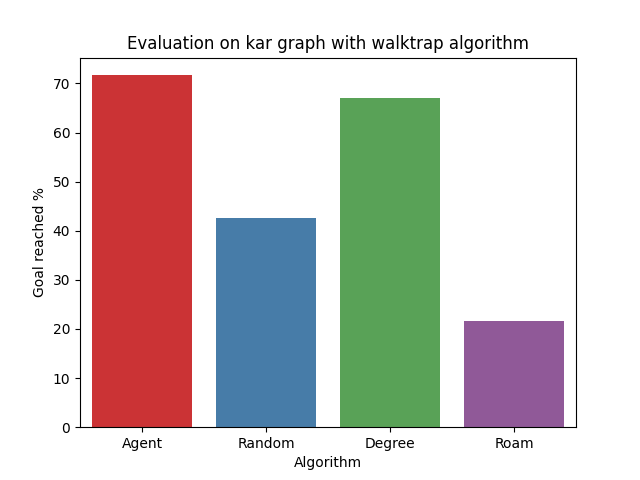 Evaluation on kar graph with walktrap algorithm
70
60
50
40
30
20
10
0
Goal reached %
Agent Random Degree Roam
Algorithm